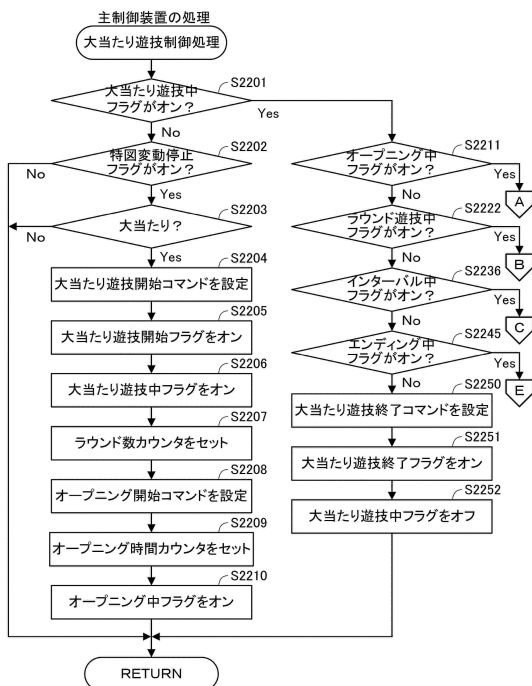 主制御装置の処理
大当たり遊技制御処理
S2201
大当たり遊技中
フラグがオン？
Yes
No
S2202
特図変動停止
フラグがオン？
No
Yes
S2203
大当たり？
No
Yes
S2204
大当たり遊技開始コマンドを設定
S2205
大当たり遊技開始フラグをオン
S2206
大当たり遊技中フラグをオン
S2207
ラウンド数カウンタをセット
S2208
オープニング開始コマンドを設定
S2209
オープニング時間カウンタをセット
S2210
オープニング中フラグをオン
S2211
オープニング中
フラグがオン？
Yes
A
No
S2222
ラウンド遊技中
フラグがオン？
Yes
B
No
S2236
インターバル中
フラグがオン？
Yes
C
No
S2245
エンディング中
フラグがオン？
Yes
E
No
S2250
大当たり遊技終了コマンドを設定
S2251
大当たり遊技終了フラグをオン
S2252
大当たり遊技中フラグをオフ
RETURN